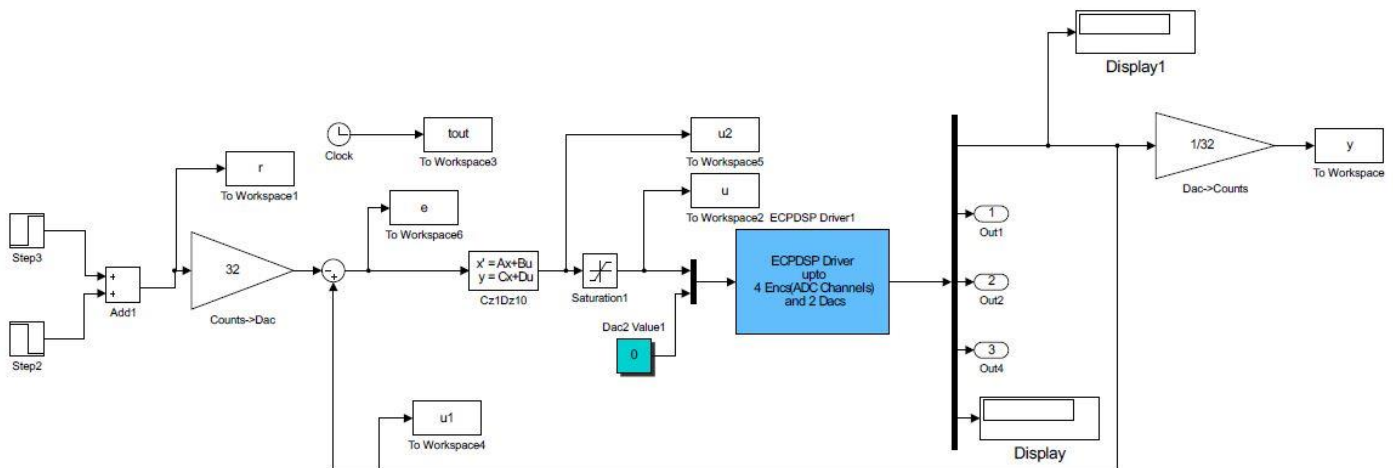 Display1
tout
Clock
To Workspace3
u2
To Workspace5
1/32
y
Dac->Counts
To Workspace
r
To Workspace1
e
To Workspace6
u
To Workspace2
ECPDSP Driver1
1
Out1
Step3
+
+
Add1
32
Counts->Dac
-
+
x' = Ax+Bu
y = Cx+Du
Cz1Dz10
Saturation1
ECPDSP Driver
upto
4 Encs(ADC Channels)
and 2 Dacs
2
Out2
Dac2 Value1
0
Step2
3
Out4
u1
To Workspace4
Display